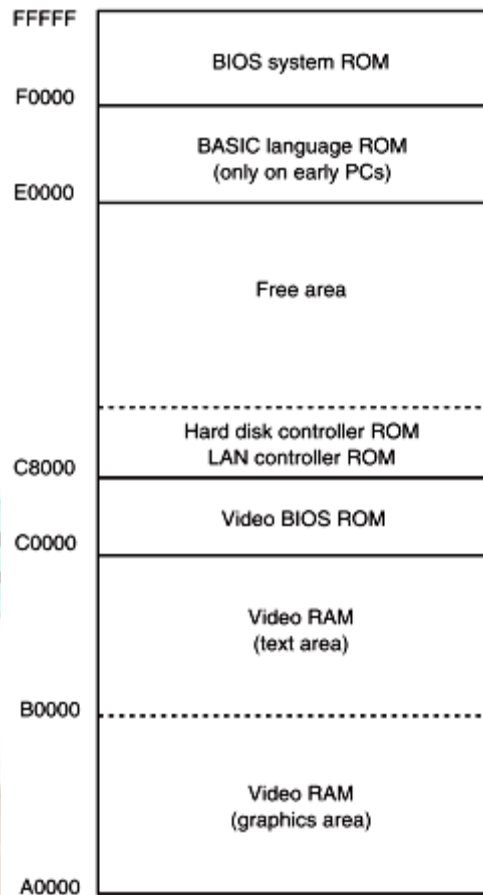 FFFFF
BIOS system ROM
F0000
BASIC language ROM
(only on early PCs)
E0000
Free area
Hard disk controller ROM
LAN controller ROM
C8000
Video BIOS ROM
C0000
Video RAM
(text area)
B0000
Video RAM
(graphics area)
A0000